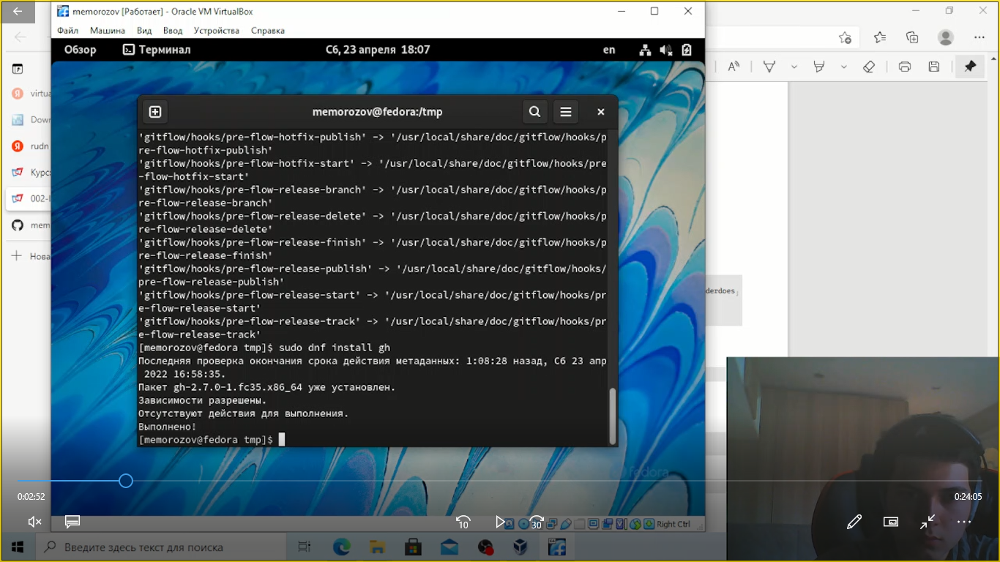 memorozov [Работает] - Oracle VM VirtualBox
Файл Машина Вид Ввод Устройства Справка
Обзор Терминал Сб, 23 апреля 18:07 en
virtua
Down
rudn
Курс:
002-l
mem
Нова
memorozov@fedora:/tmp
'gitflow/hooks/pre-flow-hotfix-publish' -> '/usr/local/share/doc/gitflow/hooks/p
re-flow-hotfix-publish'
'gitflow/hooks/pre-flow-hotfix-start' -> '/usr/local/share/doc/gitflow/hooks/pre
-flow-hotfix-start'
'gitflow/hooks/pre-flow-release-branch' -> '/usr/local/share/doc/gitflow/hooks/p
re-flow-release-branch'
'gitflow/hooks/pre-flow-release-delete' -> '/usr/local/share/doc/gitflow/hooks/p
re-flow-release-delete'
'gitflow/hooks/pre-flow-release-finish' -> '/usr/local/share/doc/gitflow/hooks/p
re-flow-release-finish'
'gitflow/hooks/pre-flow-release-publish' -> '/usr/local/share/doc/gitflow/hooks/
pre-flow-release-publish'
'gitflow/hooks/pre-flow-release-start' -> '/usr/local/share/doc/gitflow/hooks/pr
e-flow-release-start'
'gitflow/hooks/pre-flow-release-track' -> '/usr/local/share/doc/gitflow/hooks/pr
e-flow-release-track'
[memorozov@fedora tmp]$ sudo dnf install gh
Последняя проверка окончания срока действия метаданных: 1:08:28 назад, Сб 23 апр
2022 16:58:35.
Пакет gh-2.7.0-1.fc35.x86_64 уже установлен.
Зависимости разрешены.
Отсутствуют действия для выполнения.
Выполнено!
[memorozov@fedora tmp]$
derdoes
fedora
0:02:52
0:24:05
10
30
Right Ctrl
Введите здесь текст для поиска